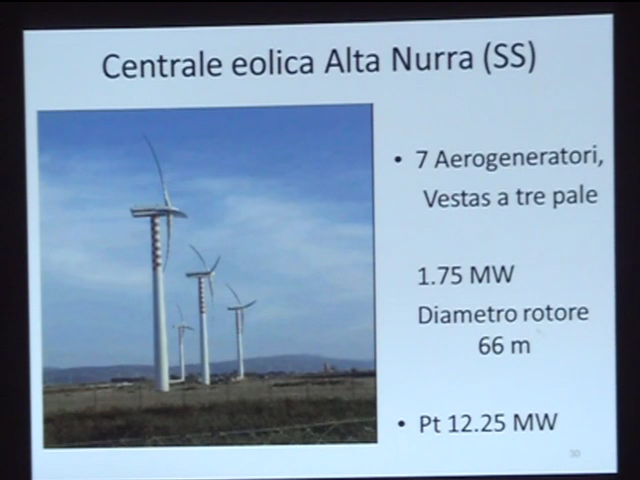 Centrale eolica Alta Nurra (SS)
• 7 Aerogeneratori,
Vestas a tre pale
1.75 MW
Diametro rotore
66 m
• Pt 12.25 MW
30